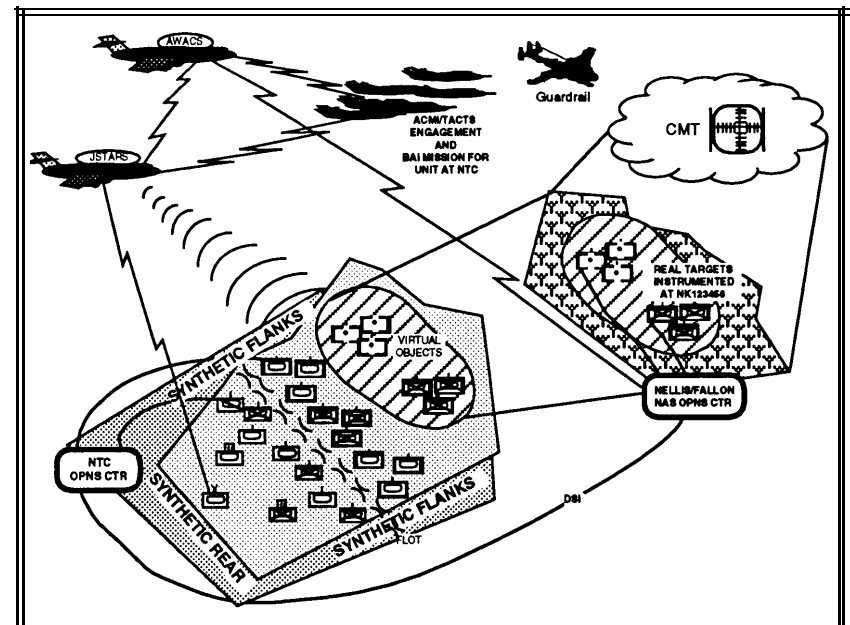 AWACS
JSTARS
ACMI/TACTS
ENGAGEMENT
AND
BAI MISSION FOR
UNIT AT NTC
Guardrail
CMT
REAL TARGETS
INSTRUMENTED
AT NK123456
NELLIS/FALLON
NAS OPNS CTR
SYNTHETIC FLANKS
VIRTUAL
OBJECTS
NTC
OPNS CTR
SYNTHETIC REAR
SYNTHETIC FLANKS
FLOT
DSI